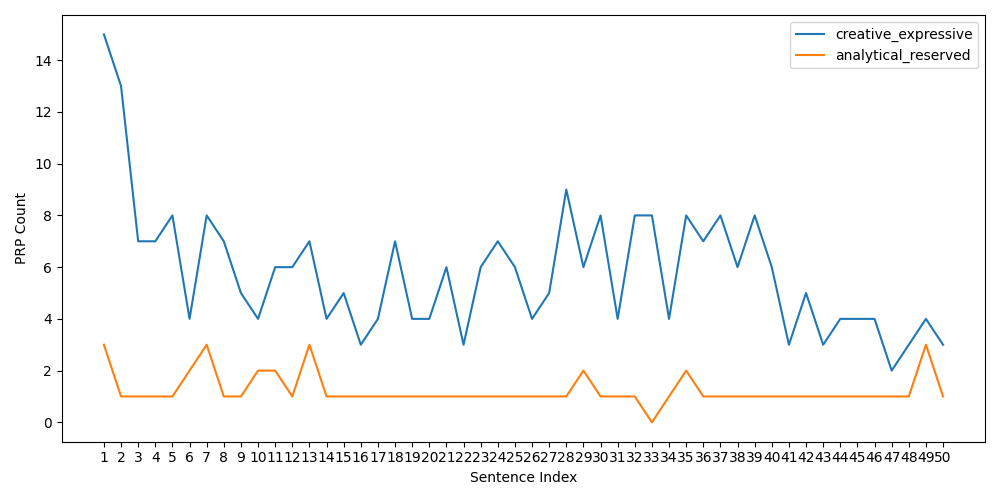 creative_expressive
analytical_reserved
14
12
10
8
6
4
2
0
PRP Count
1 2 3 4 5 6 7 8 9 10 11 12 13 14 15 16 17 18 19 20 21 22 23 24 25 26 27 28 29 30 31 32 33 34 35 36 37 38 39 40 41 42 43 44 45 46 47 48 49 50
Sentence Index